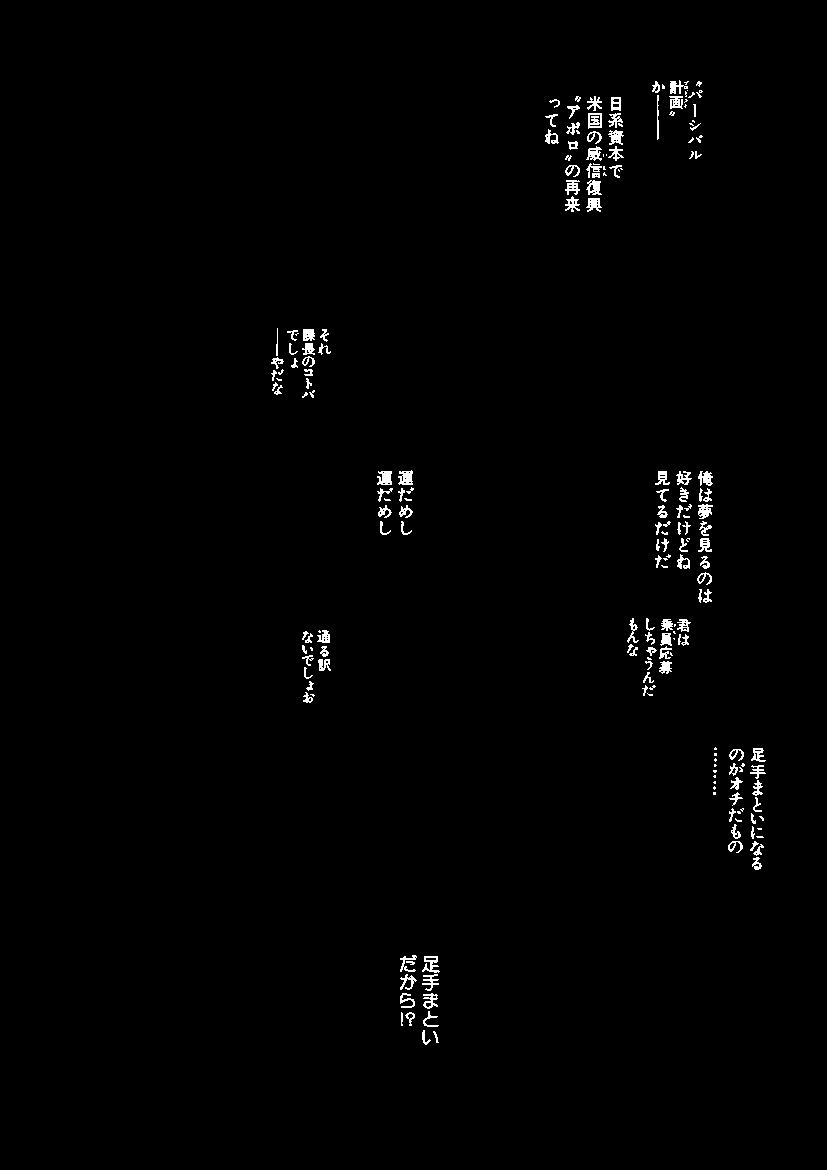 〝パーシバル
計画〟
か――
日系資本で
米国の威信復興
〝アポロ〟の再来
ってね
それ
課長のコトバ
でしょ
――やだな
俺は夢を見るのは
好きだけどね
見てるだけだ
運だめし
運だめし
君は
乗員応募
しちゃうんだ
もんな
通る訳
ないでしょお
足手まといになる
のがオチだもの
………
足手まとい
だから!?